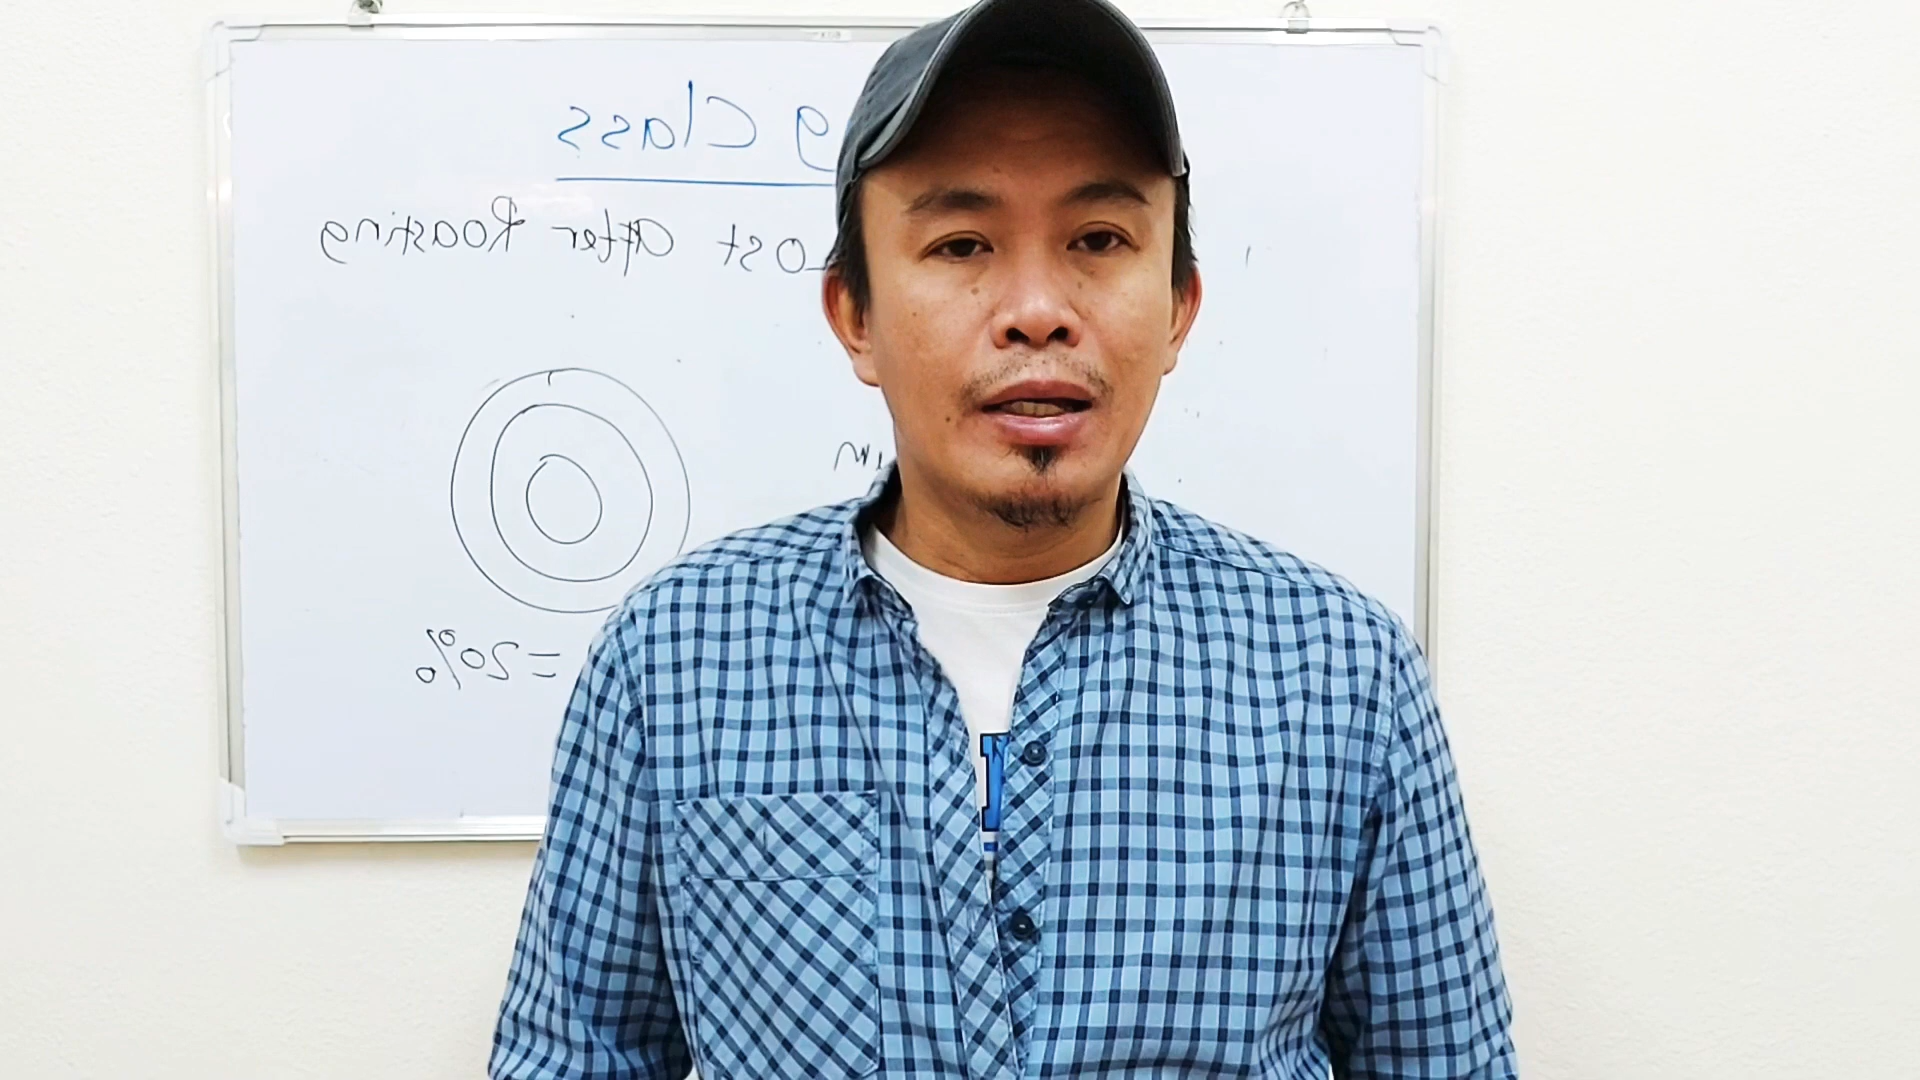 g Class
Lost after Roasting
=20%